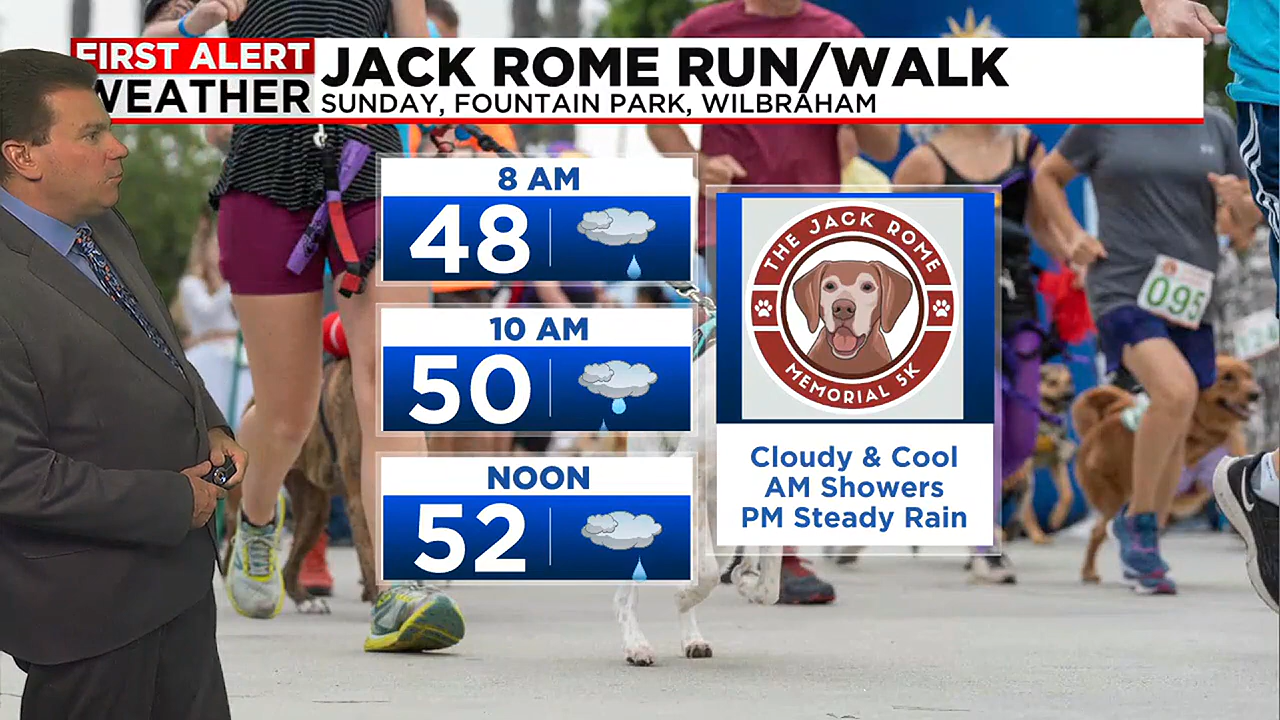 FIRST ALERT
WEATHER
JACK ROME RUN/WALK
SUNDAY, FOUNTAIN PARK, WILBRAHAM
8 AM
48
10 AM
50
NOON
52
THE JACK ROME
MEMORIAL 5K
Cloudy & Cool
AM Showers
PM Steady Rain
095